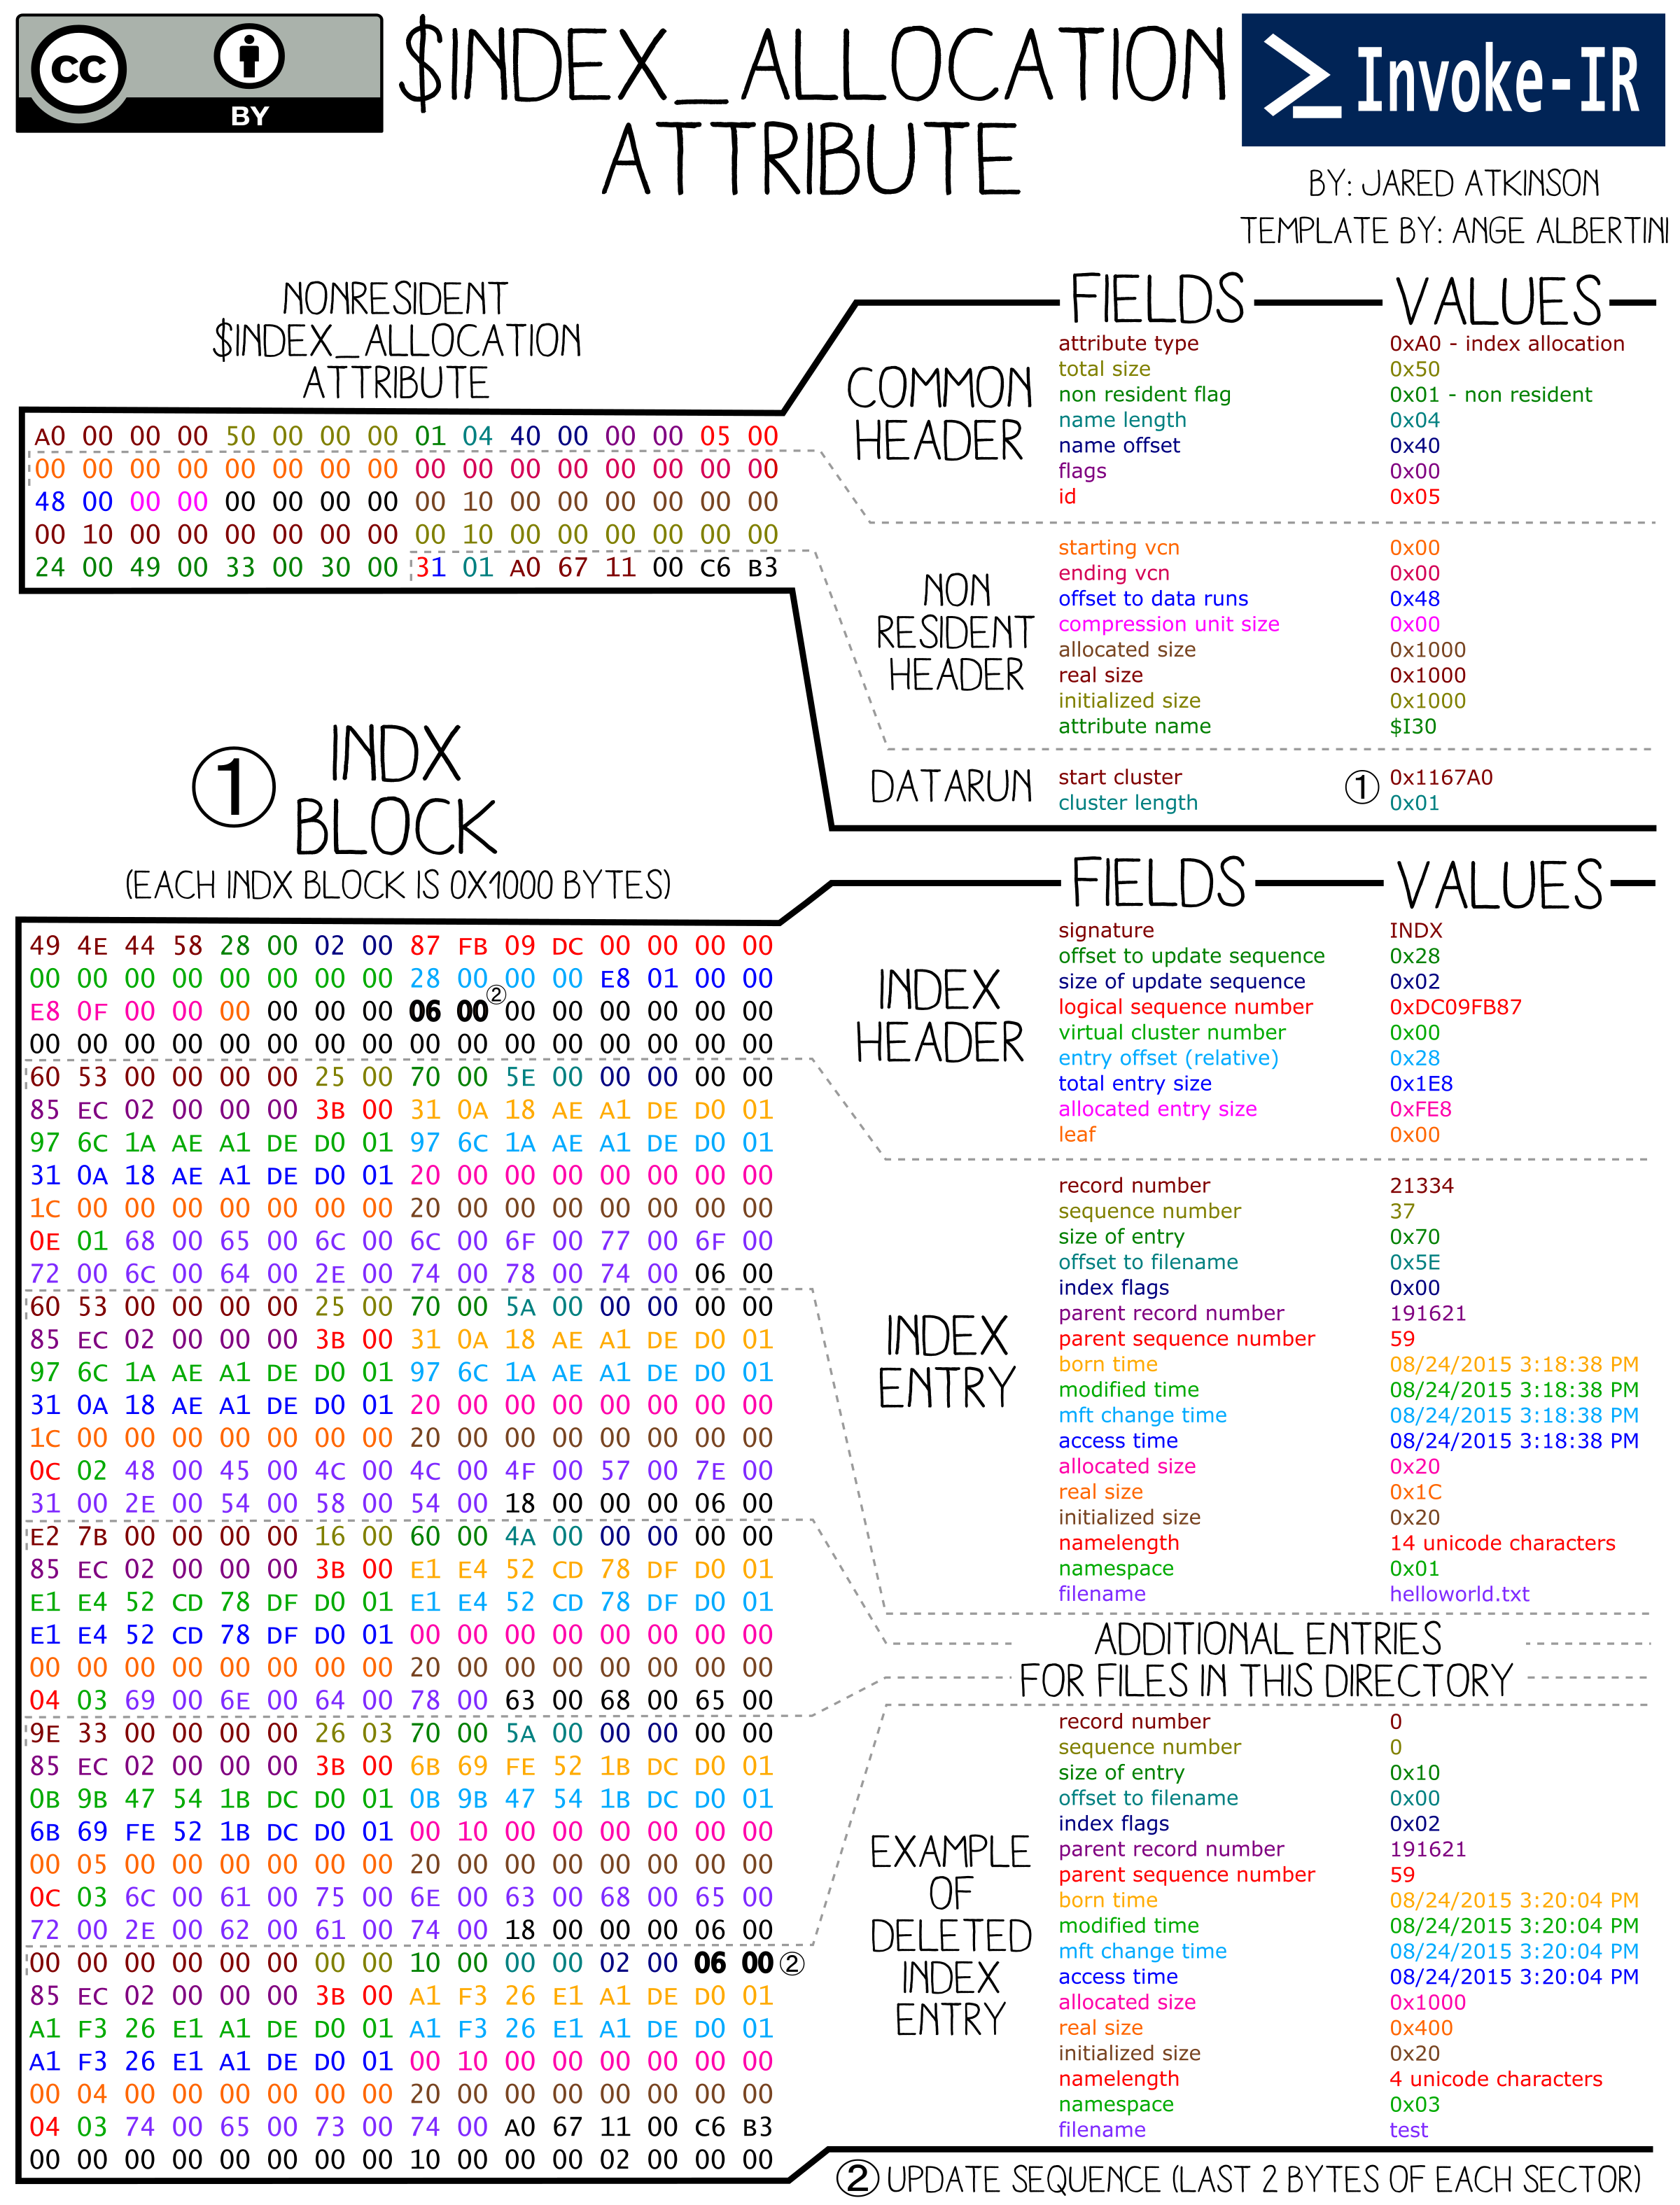 cc
BY
$INDEX_ALLOCATION
ATTRIBUTE
Invoke-IR
BY: JARED ATKINSON
TEMPLATE BY: ANGE ALBERTINI
NONRESIDENT
$INDEX_ALLOCATION
ATTRIBUTE
A0 00 00 00 50 00 00 00 01 04 40 00 00 00 05 00
00 00 00 00 00 00 00 00 00 00 00 00 00 00 00 00
48 00 00 00 00 00 00 00 00 10 00 00 00 00 00 00
00 10 00 00 00 00 00 00 00 10 00 00 00 00 00 00
24 00 49 00 33 00 30 00 31 01 A0 67 11 00 C6 B3
FIELDS VALUES
COMMON
HEADER
attribute type 0xA0 - index allocation
total size 0x50
non resident flag 0x01 - non resident
name length 0x04
name offset 0x40
flags 0x00
id 0x05
NON
RESIDENT
HEADER
starting vcn 0x00
ending vcn 0x00
offset to data runs 0x48
compression unit size 0x00
allocated size 0x1000
real size 0x1000
initialized size 0x1000
attribute name $I30
DATARUN
start cluster 1 0x1167A0
cluster length 0x01
1 INDX
BLOCK
(EACH INDX BLOCK IS 0X1000 BYTES)
49 4E 44 58 28 00 02 00 87 FB 09 DC 00 00 00 00
00 00 00 00 00 00 00 00 28 00 00 00 E8 01 00 00
E8 0F 00 00 00 00 00 00 06 00 2 00 00 00 00 00 00
00 00 00 00 00 00 00 00 00 00 00 00 00 00 00 00
60 53 00 00 00 00 25 00 70 00 5E 00 00 00 00 00
85 EC 02 00 00 00 3B 00 31 0A 18 AE A1 DE D0 01
97 6C 1A AE A1 DE D0 01 97 6C 1A AE A1 DE D0 01
31 0A 18 AE A1 DE D0 01 20 00 00 00 00 00 00 00
1C 00 00 00 00 00 00 00 20 00 00 00 00 00 00 00
0E 01 68 00 65 00 6C 00 6C 00 6F 00 77 00 6F 00
72 00 6C 00 64 00 2E 00 74 00 78 00 74 00 06 00
60 53 00 00 00 00 25 00 70 00 5A 00 00 00 00 00
85 EC 02 00 00 00 3B 00 31 0A 18 AE A1 DE D0 01
97 6C 1A AE A1 DE D0 01 97 6C 1A AE A1 DE D0 01
31 0A 18 AE A1 DE D0 01 20 00 00 00 00 00 00 00
1C 00 00 00 00 00 00 00 20 00 00 00 00 00 00 00
0C 02 48 00 45 00 4C 00 4C 00 4F 00 57 00 7E 00
31 00 2E 00 54 00 58 00 54 00 18 00 00 00 06 00
E2 7B 00 00 00 00 16 00 60 00 4A 00 00 00 00 00
85 EC 02 00 00 00 3B 00 E1 E4 52 CD 78 DF D0 01
E1 E4 52 CD 78 DF D0 01 E1 E4 52 CD 78 DF D0 01
E1 E4 52 CD 78 DF D0 01 00 00 00 00 00 00 00 00
00 00 00 00 00 00 00 00 20 00 00 00 00 00 00 00
04 03 69 00 6E 00 64 00 78 00 63 00 68 00 65 00
9E 33 00 00 00 00 26 03 70 00 5A 00 00 00 00 00
85 EC 02 00 00 00 3B 00 6B 69 FE 52 1B DC D0 01
0B 9B 47 54 1B DC D0 01 0B 9B 47 54 1B DC D0 01
6B 69 FE 52 1B DC D0 01 00 10 00 00 00 00 00 00
00 05 00 00 00 00 00 00 20 00 00 00 00 00 00 00
0C 03 6C 00 61 00 75 00 6E 00 63 00 68 00 65 00
72 00 2E 00 62 00 61 00 74 00 18 00 00 00 06 00
00 00 00 00 00 00 00 00 10 00 00 00 02 00 06 00 2
85 EC 02 00 00 00 3B 00 A1 F3 26 E1 A1 DE D0 01
A1 F3 26 E1 A1 DE D0 01 A1 F3 26 E1 A1 DE D0 01
A1 F3 26 E1 A1 DE D0 01 00 10 00 00 00 00 00 00
00 04 00 00 00 00 00 00 20 00 00 00 00 00 00 00
04 03 74 00 65 00 73 00 74 00 A0 67 11 00 C6 B3
00 00 00 00 00 00 00 00 10 00 00 00 02 00 00 00
FIELDS VALUES
INDEX
HEADER
signature INDX
offset to update sequence 0x28
size of update sequence 0x02
logical sequence number 0xDC09FB87
virtual cluster number 0x00
entry offset (relative) 0x28
total entry size 0x1E8
allocated entry size 0xFE8
leaf 0x00
INDEX
ENTRY
record number 21334
sequence number 37
size of entry 0x70
offset to filename 0x5E
index flags 0x00
parent record number 191621
parent sequence number 59
born time 08/24/2015 3:18:38 PM
modified time 08/24/2015 3:18:38 PM
mft change time 08/24/2015 3:18:38 PM
access time 08/24/2015 3:18:38 PM
allocated size 0x20
real size 0x1C
initialized size 0x20
namelength 14 unicode characters
namespace 0x01
filename helloworld.txt
ADDITIONAL ENTRIES
FOR FILES IN THIS DIRECTORY
EXAMPLE
OF
DELETED
INDEX
ENTRY
record number 0
sequence number 0
size of entry 0x10
offset to filename 0x00
index flags 0x02
parent record number 191621
parent sequence number 59
born time 08/24/2015 3:20:04 PM
modified time 08/24/2015 3:20:04 PM
mft change time 08/24/2015 3:20:04 PM
access time 08/24/2015 3:20:04 PM
allocated size 0x1000
real size 0x400
initialized size 0x20
namelength 4 unicode characters
namespace 0x03
filename test
2 UPDATE SEQUENCE (LAST 2 BYTES OF EACH SECTOR)